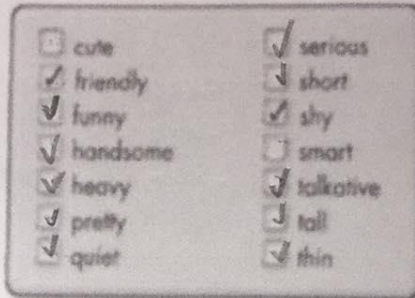 cute
friendly
funny
handsome
heavy
pretty
quiet
serious
short
shy
smart
talkative
tall
thin